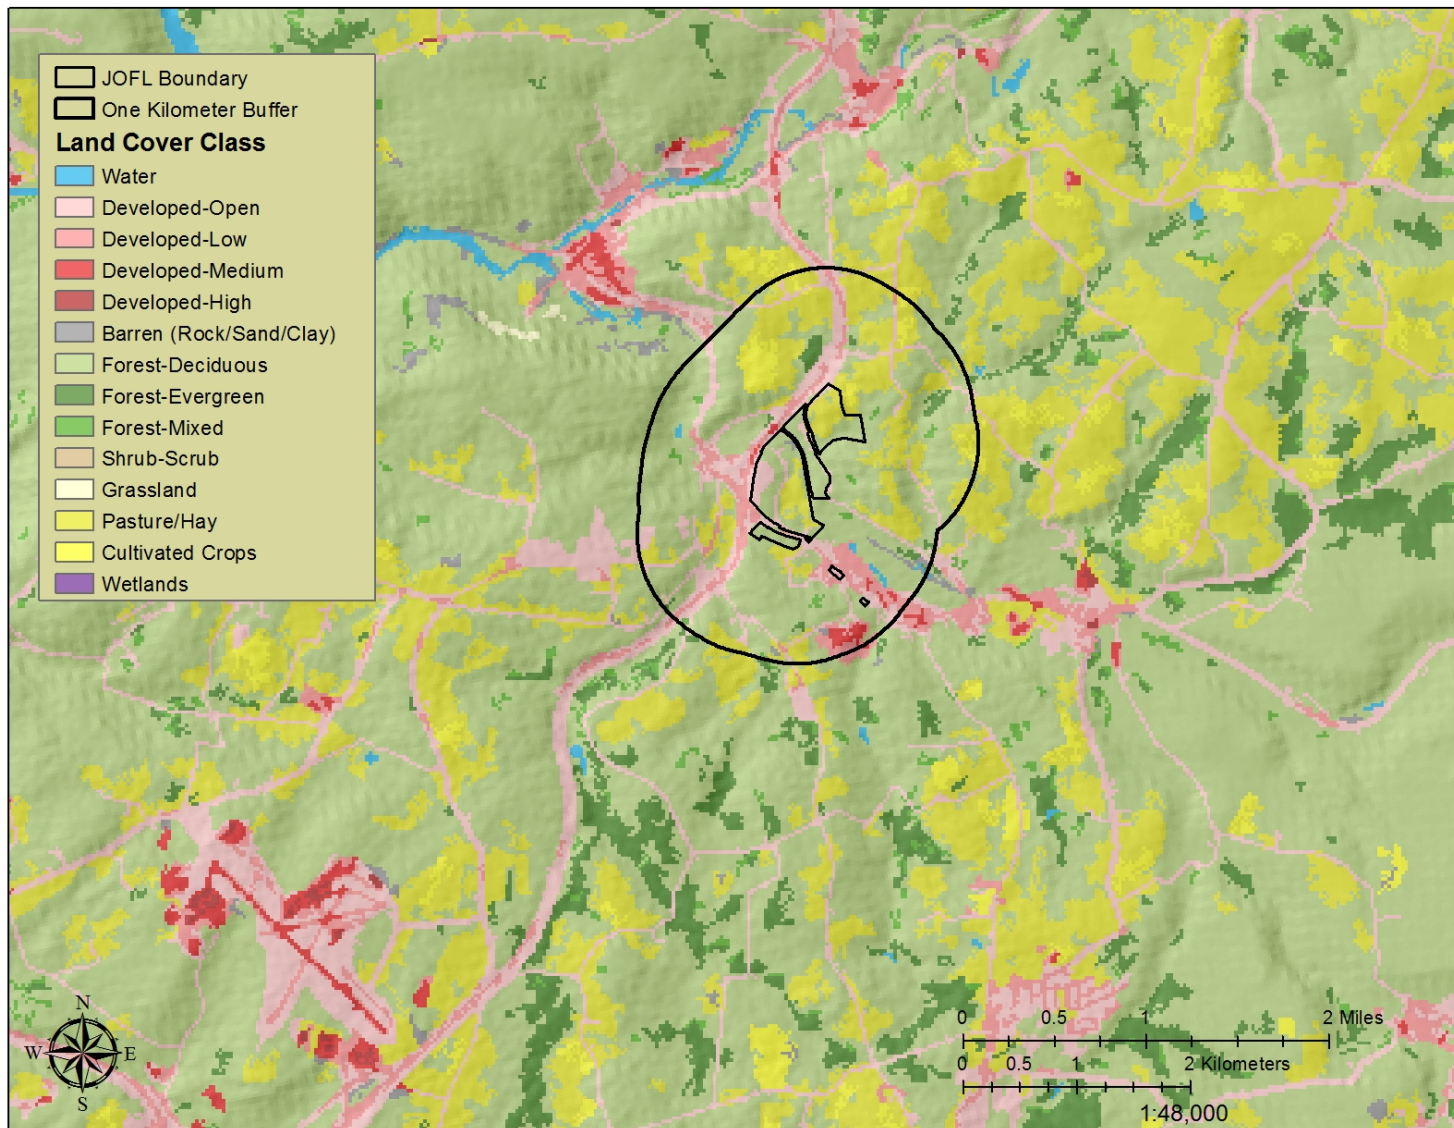 JOFL Boundary
One Kilometer Buffer
Land Cover Class
Water
Developed-Open
Developed-Low
Developed-Medium
Developed-High
Barren (Rock/Sand/Clay)
Forest-Deciduous
Forest-Evergreen
Forest-Mixed
Shrub-Scrub
Grassland
Pasture/Hay
Cultivated Crops
Wetlands
N
W E
S
0 0.5 1 2 Miles
0 0.5 1 2 Kilometers
1:48,000